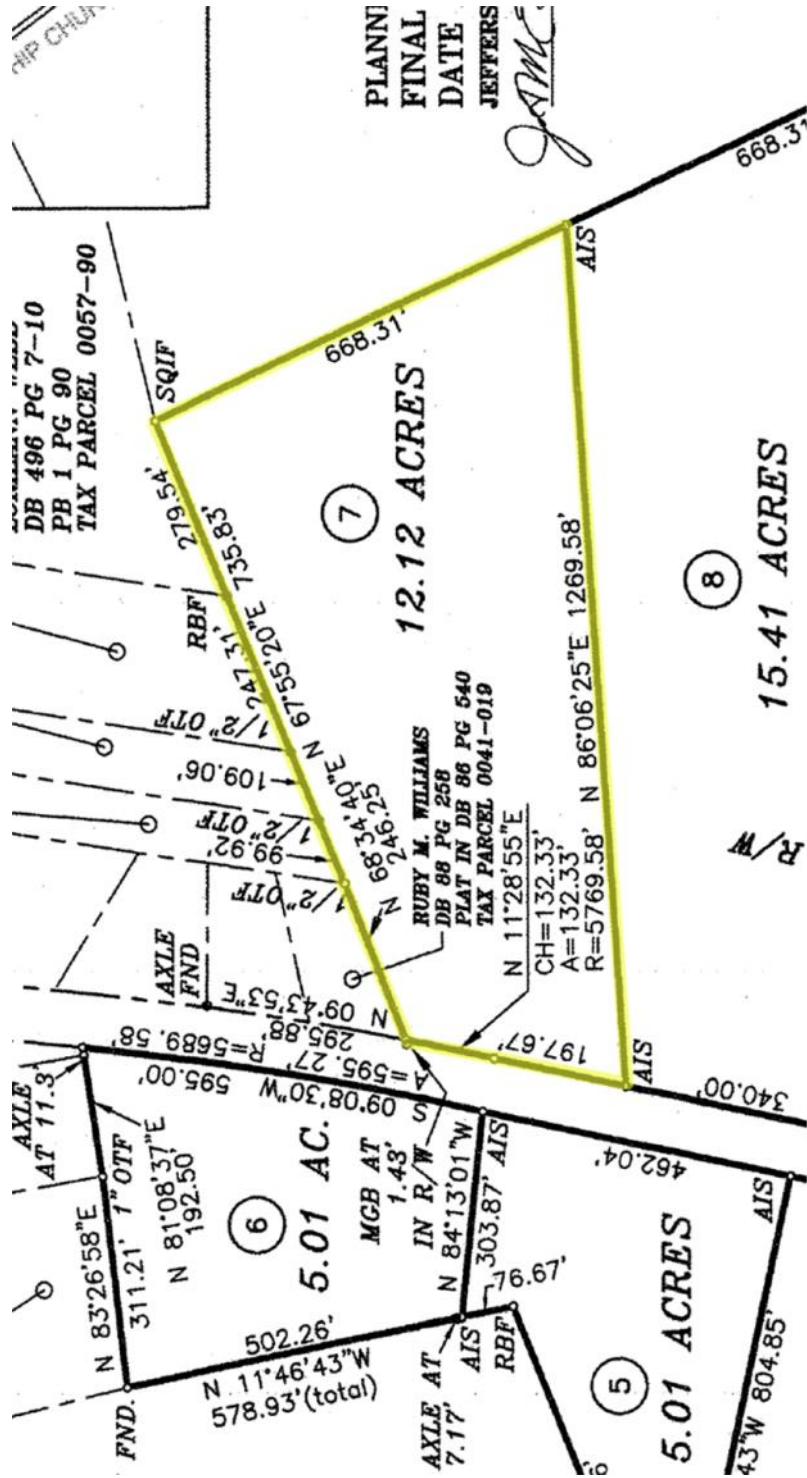 SHIP CHUR
PLANNI
FINAL
DATE
JEFFERS
DB 496 PG 7-10
PB 1 PG 90
TAX PARCEL 0057-90
SQIF
668.31'
668.31
AIS
279.54'
RBF
247.31'
N 67°55'20"E 735.83'
1/2" OTF
109.06'
1/2" OTF
99.92'
1/2" OTF
N 68°34'40"E
246.25'
7
12.12 ACRES
RUBY M. WILLIAMS
DB 88 PG 258
PLAT IN DB 86 PG 540
TAX PARCEL 0041-019
N 11°28'55"E
CH=132.33'
A=132.33'
R=5769.58'
N 86°06'25"E 1269.58'
8
15.41 ACRES
R/W
AXLE
FND
N 09°43'53"E
295.88'
197.67'
AIS
340.00'
AXLE
AT 11.3'
R=5689.58'
A=595.27'
595.00'
S 09°08'30"W
N 83°26'58"E
311.21' 1" OTF
N 81°08'37"E
192.50'
6
5.01 AC.
MGB AT
1.43'
IN R/W
N 84°13'01"W
303.87' AIS
462.04'
AIS
502.26'
N 11°46'43"W
578.93'(total)
FND.
AXLE AT
7.17'
AIS
RBF
76.67'
5
5.01 ACRES
43"W 804.85'